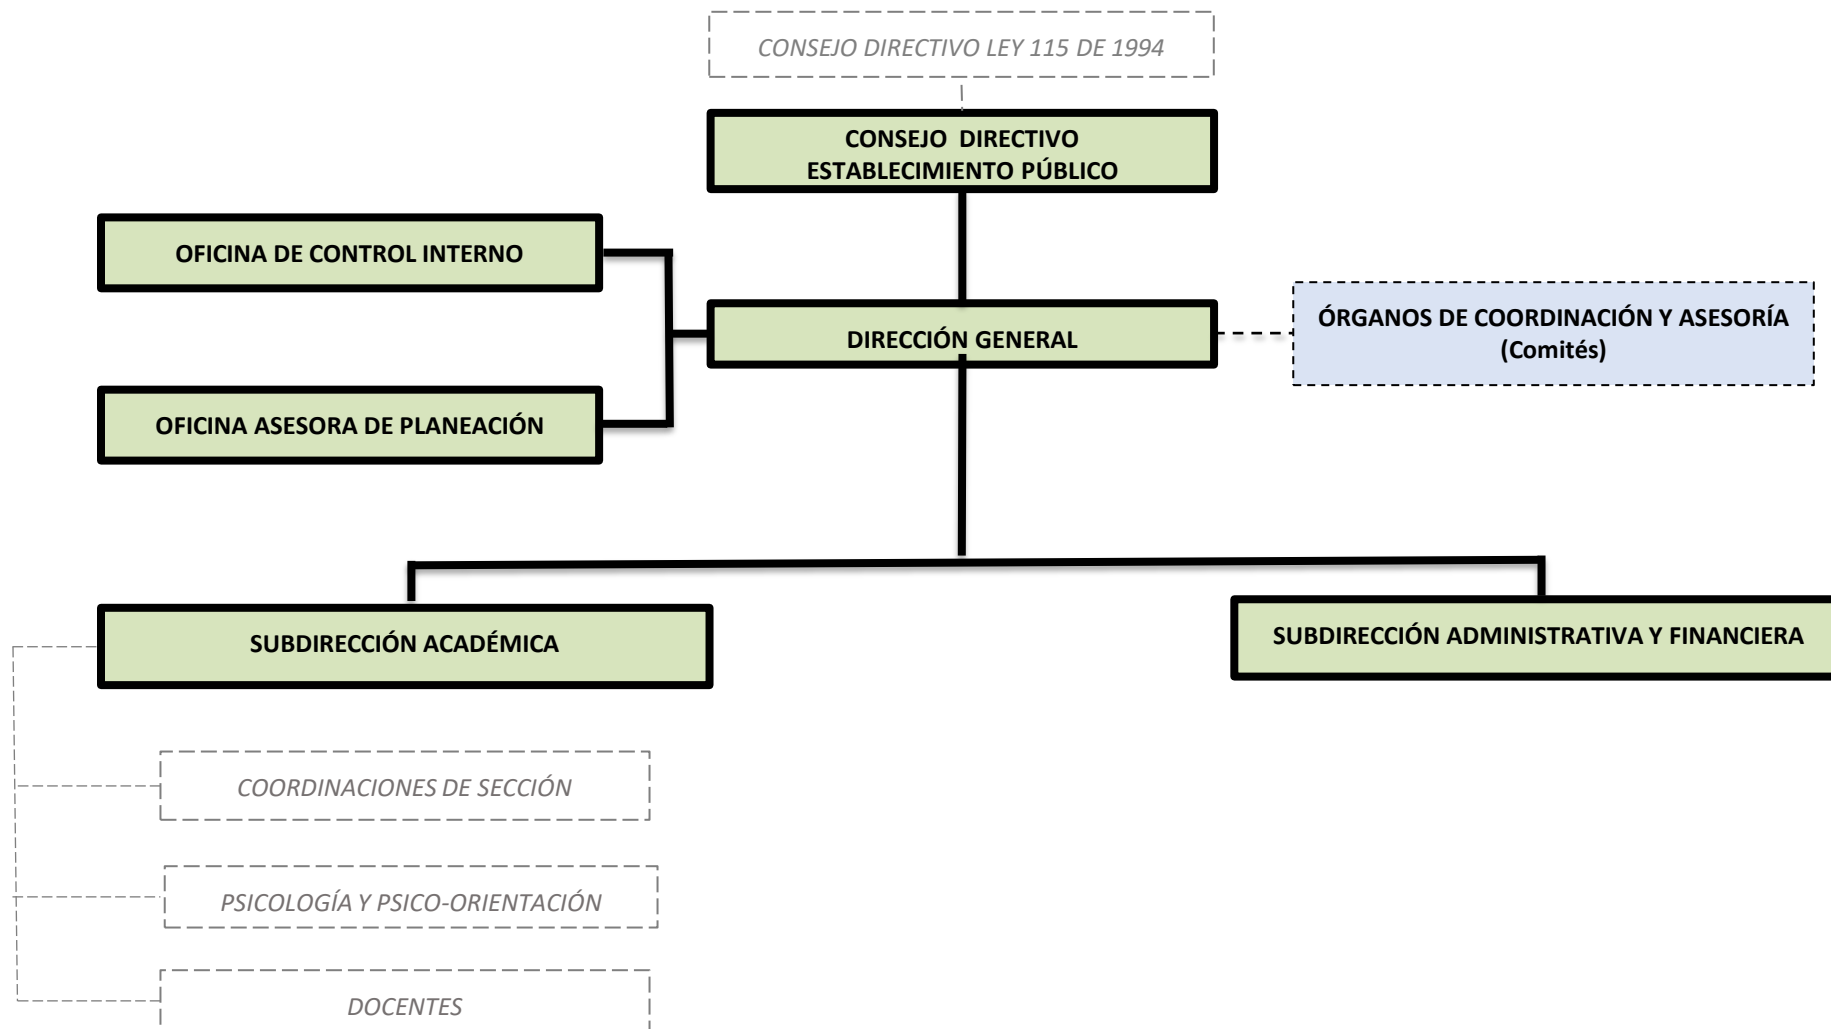 CONSEJO DIRECTIVO LEY 115 DE 1994
CONSEJO DIRECTIVO
ESTABLECIMIENTO PÚBLICO
OFICINA DE CONTROL INTERNO
DIRECCIÓN GENERAL
ÓRGANOS DE COORDINACIÓN Y ASESORÍA
(Comités)
OFICINA ASESORA DE PLANEACIÓN
SUBDIRECCIÓN ACADÉMICA
SUBDIRECCIÓN ADMINISTRATIVA Y FINANCIERA
COORDINACIONES DE SECCIÓN
PSICOLOGÍA Y PSICO-ORIENTACIÓN
DOCENTES